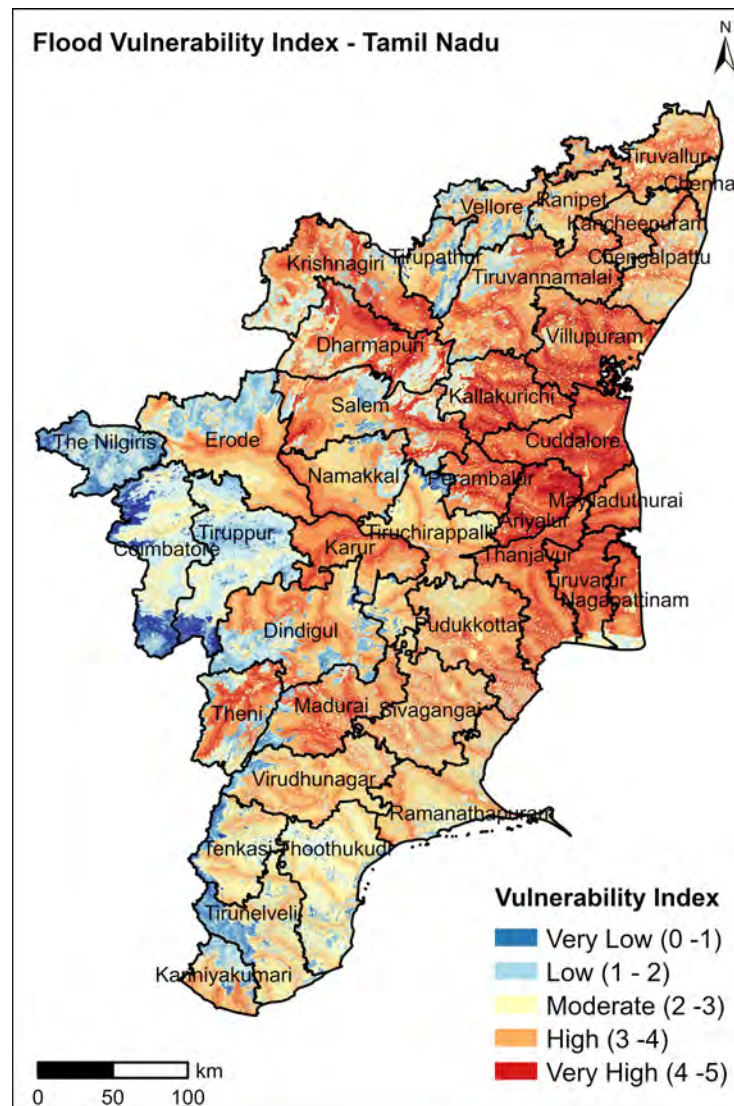 Flood Vulnerability Index - Tamil Nadu
N
Tiruvallur
Chennai
Ranipet
Vellore
Kancheepuram
Tirupathur
Chengalpattu
Krishnagiri
Tiruvannamalai
Villupuram
Dharmapuri
Kallakurichi
Salem
The Nilgiris
Erode
Cuddalore
Namakkal
Perambalur
Mayiladuthurai
Ariyalur
Tiruppur
Tiruchirappalli
Coimbatore
Karur
Thanjavur
Tiruvarur
Nagapattinam
Dindigul
Pudukkottai
Theni
Madurai
Sivagangai
Virudhunagar
Ramanathapuram
Tenkasi
Thoothukudi
Tirunelveli
Kanniyakumari
Vulnerability Index
Very Low (0 -1)
Low (1 - 2)
Moderate (2 -3)
High (3 -4)
Very High (4 -5)
km
0 50 100